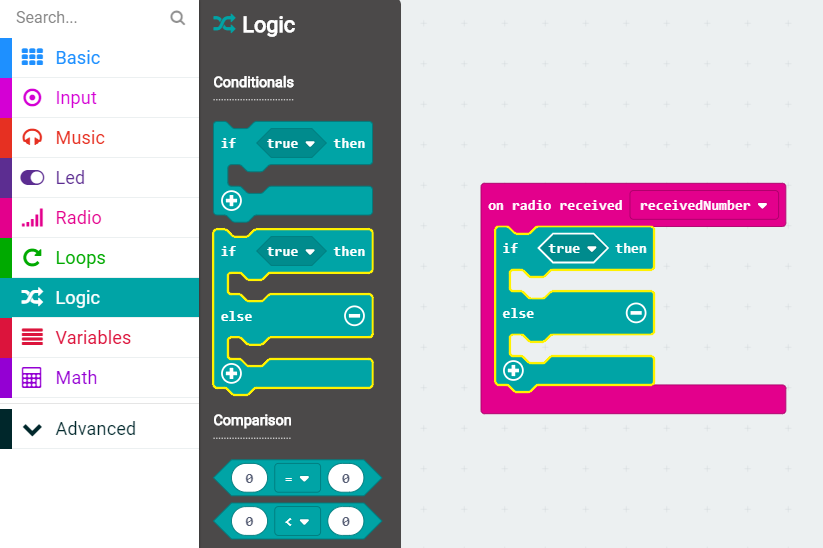 Search...
Basic
Input
Music
Led
Radio
Loops
Logic
Variables
Math
Advanced
Logic
Conditionals
if true then
if true then
else
Comparison
0 = 0
0 < 0
on radio received receivedNumber
if true then
else